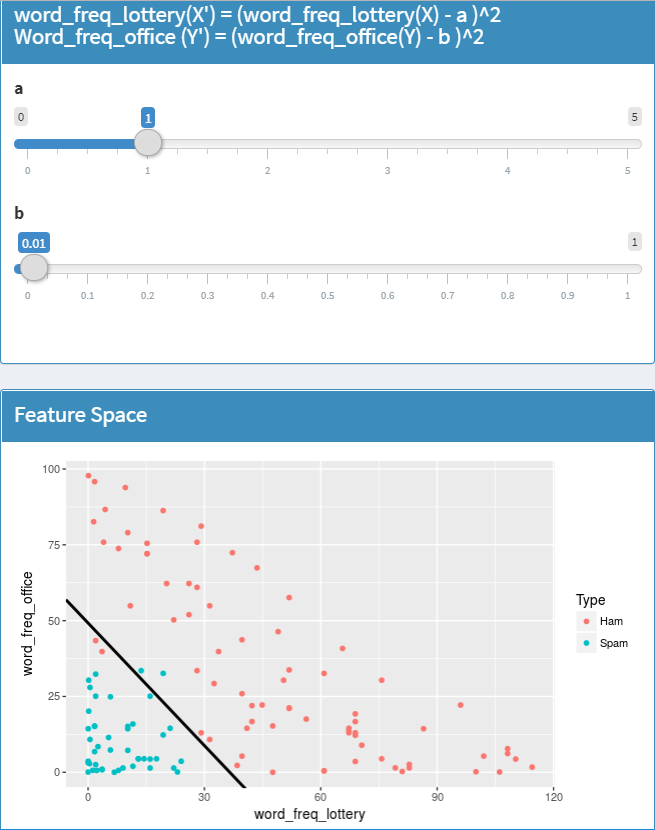 word_freq_lottery(X') = (word_freq_lottery(X) - a )^2
Word_freq_office (Y') = (word_freq_office(Y) - b )^2
a
0 1 5
0 1 2 3 4 5
b
0.01 1
0 0.1 0.2 0.3 0.4 0.5 0.6 0.7 0.8 0.9 1
Feature Space
100
75
50
25
0
word_freq_office
0 30 60 90 120
word_freq_lottery
Type
Ham
Spam